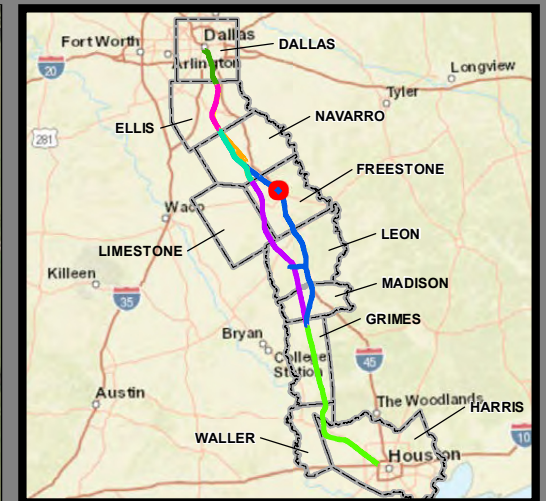 Fort Worth
Dallas
DALLAS
Arlington
20
Longview
Tyler
281
ELLIS
NAVARRO
FREESTONE
Waco
LEON
LIMESTONE
Killeen
MADISON
35
GRIMES
Bryan
College
Station
45
Austin
The Woodlands
HARRIS
WALLER
10
Houston